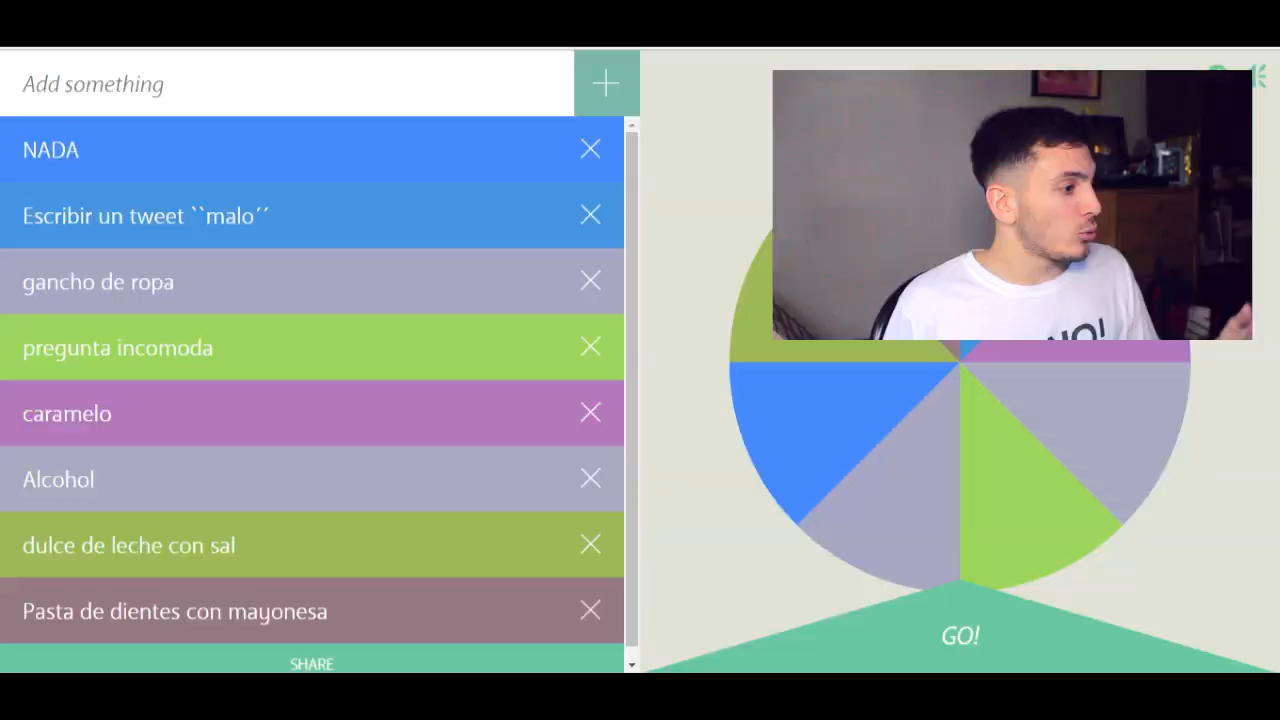 Add something
NADA
Escribir un tweet ``malo´´
gancho de ropa
pregunta incomoda
caramelo
Alcohol
dulce de leche con sal
Pasta de dientes con mayonesa
SHARE
GO!